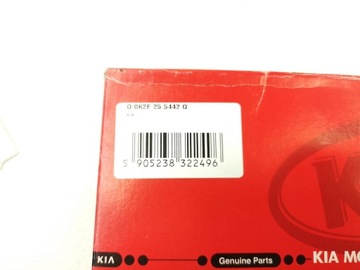 0 0K2F 25 5442 0
5 905238 322496
KIA
Genuine Parts
KIA MO